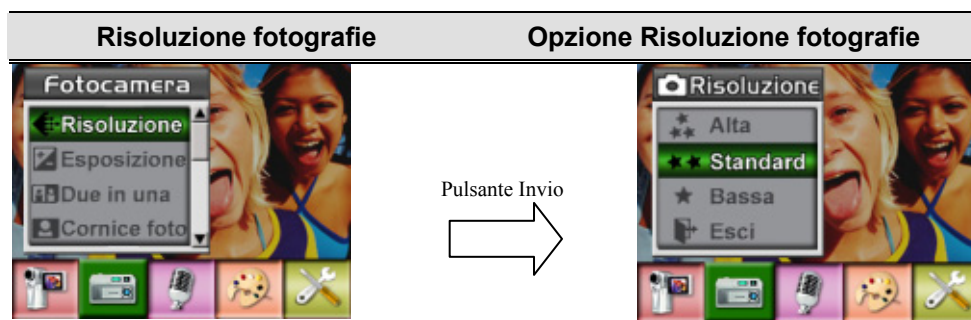 Risoluzione fotografie
Opzione Risoluzione fotografie
Fotocamera
Risoluzione
Esposizione
Due in una
Cornice foto
Pulsante Invio
Risoluzione
Alta
Standard
Bassa
Esci